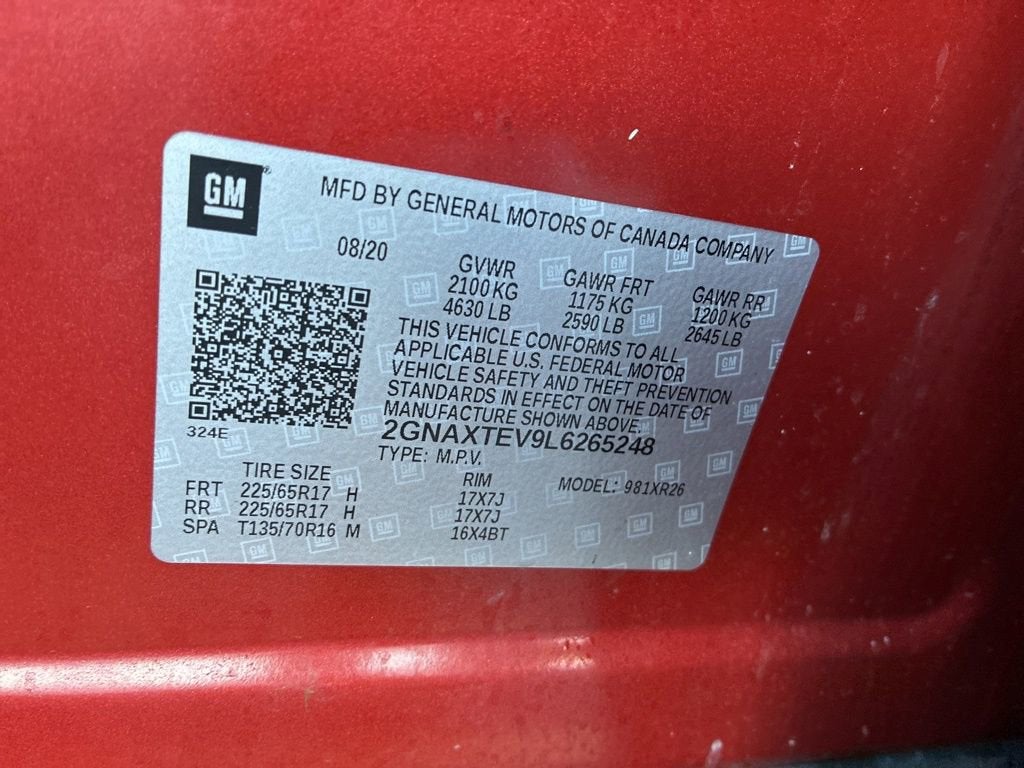 GM
MFD BY GENERAL MOTORS OF CANADA COMPANY
08/20
GVWR
2100 KG
4630 LB
GAWR FRT
1175 KG
2590 LB
GAWR RR
1200 KG
2645 LB
THIS VEHICLE CONFORMS TO ALL
APPLICABLE U.S. FEDERAL MOTOR
VEHICLE SAFETY AND THEFT PREVENTION
STANDARDS IN EFFECT ON THE DATE OF
MANUFACTURE SHOWN ABOVE.
324E
2GNAXTEV9L6265248
TYPE: M.P.V.
MODEL: 981XR26
TIRE SIZE RIM
FRT 225/65R17 H 17X7J
RR 225/65R17 H 17X7J
SPA T135/70R16 M 16X4BT